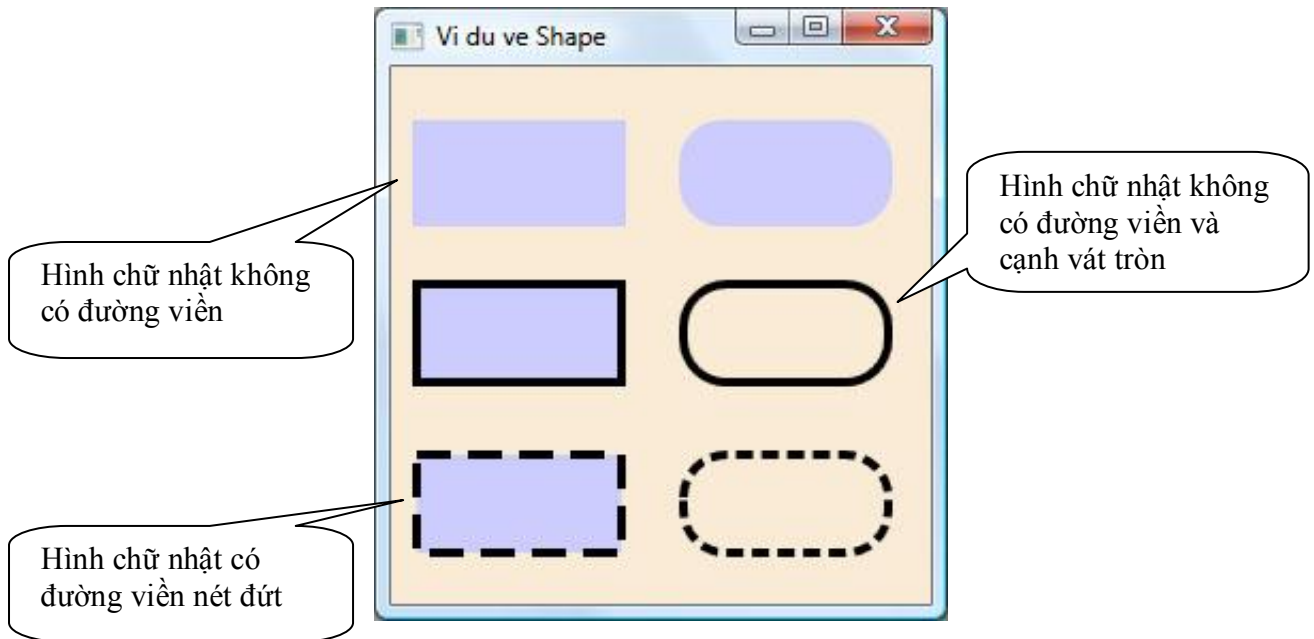 Vi du ve Shape
Hình chữ nhật không
có đường viền và
cạnh vát tròn
Hình chữ nhật không
có đường viền
Hình chữ nhật có
đường viền nét đứt